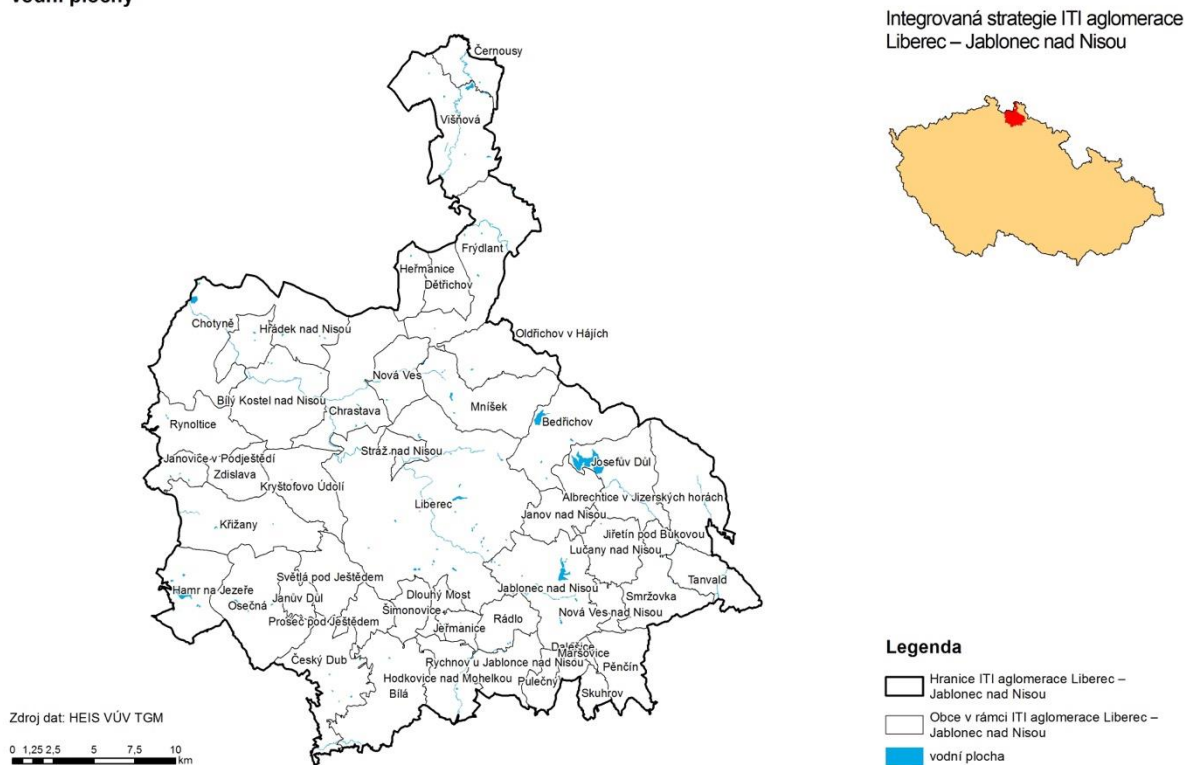 Vodní plochy
Integrovaná strategie ITI aglomerace
Liberec – Jablonec nad Nisou
Černousy
Višňová
Frýdlant
Heřmanice
Dětřichov
Chotyně
Hrádek nad Nisou
Oldřichov v Hájích
Nová Ves
Bílý Kostel nad Nisou
Chrastava
Mníšek
Rynoltice
Bedřichov
Stráž nad Nisou
Janovice v Podještědí
Zdislava
Kryštofovo Údolí
Josefův Důl
Liberec
Albrechtice v Jizerských horách
Janov nad Nisou
Křižany
Jiřetín pod Bukovou
Lučany nad Nisou
Světlá pod Ještědem
Tanvald
Hamr na Jezeře
Osečná
Janův Důl
Dlouhý Most
Jablonec nad Nisou
Smržovka
Šimonovice
Proseč pod Ještědem
Jeřmanice
Rádlo
Nová Ves nad Nisou
Český Dub
Rychnov u Jablonce nad Nisou
Dalešice
Maršovice
Pěnčín
Hodkovice nad Mohelkou
Bílá
Pulečný
Skuhrov
Zdroj dat: HEIS VÚV TGM
0 1,25 2,5 5 7,5 10
km
Legenda
Hranice ITI aglomerace Liberec –
Jablonec nad Nisou
Obce v rámci ITI aglomerace Liberec –
Jablonec nad Nisou
vodní plocha